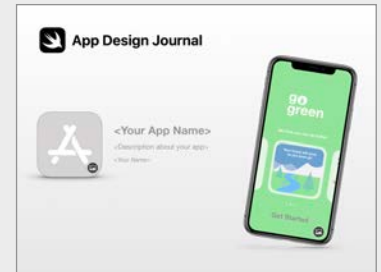 App Design Journal
<Your App Name>
<Description about your app>
<Your Name>
go
green
Get Started